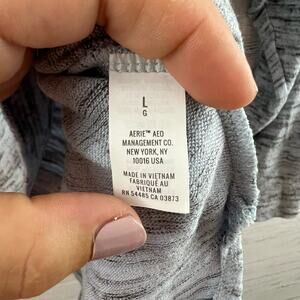 L
G
AERIE™ AEO
MANAGEMENT CO.
NEW YORK, NY
10016 USA
MADE IN VIETNAM
FABRIQUÉ AU
VIETNAM
RN 54485 CA 03873